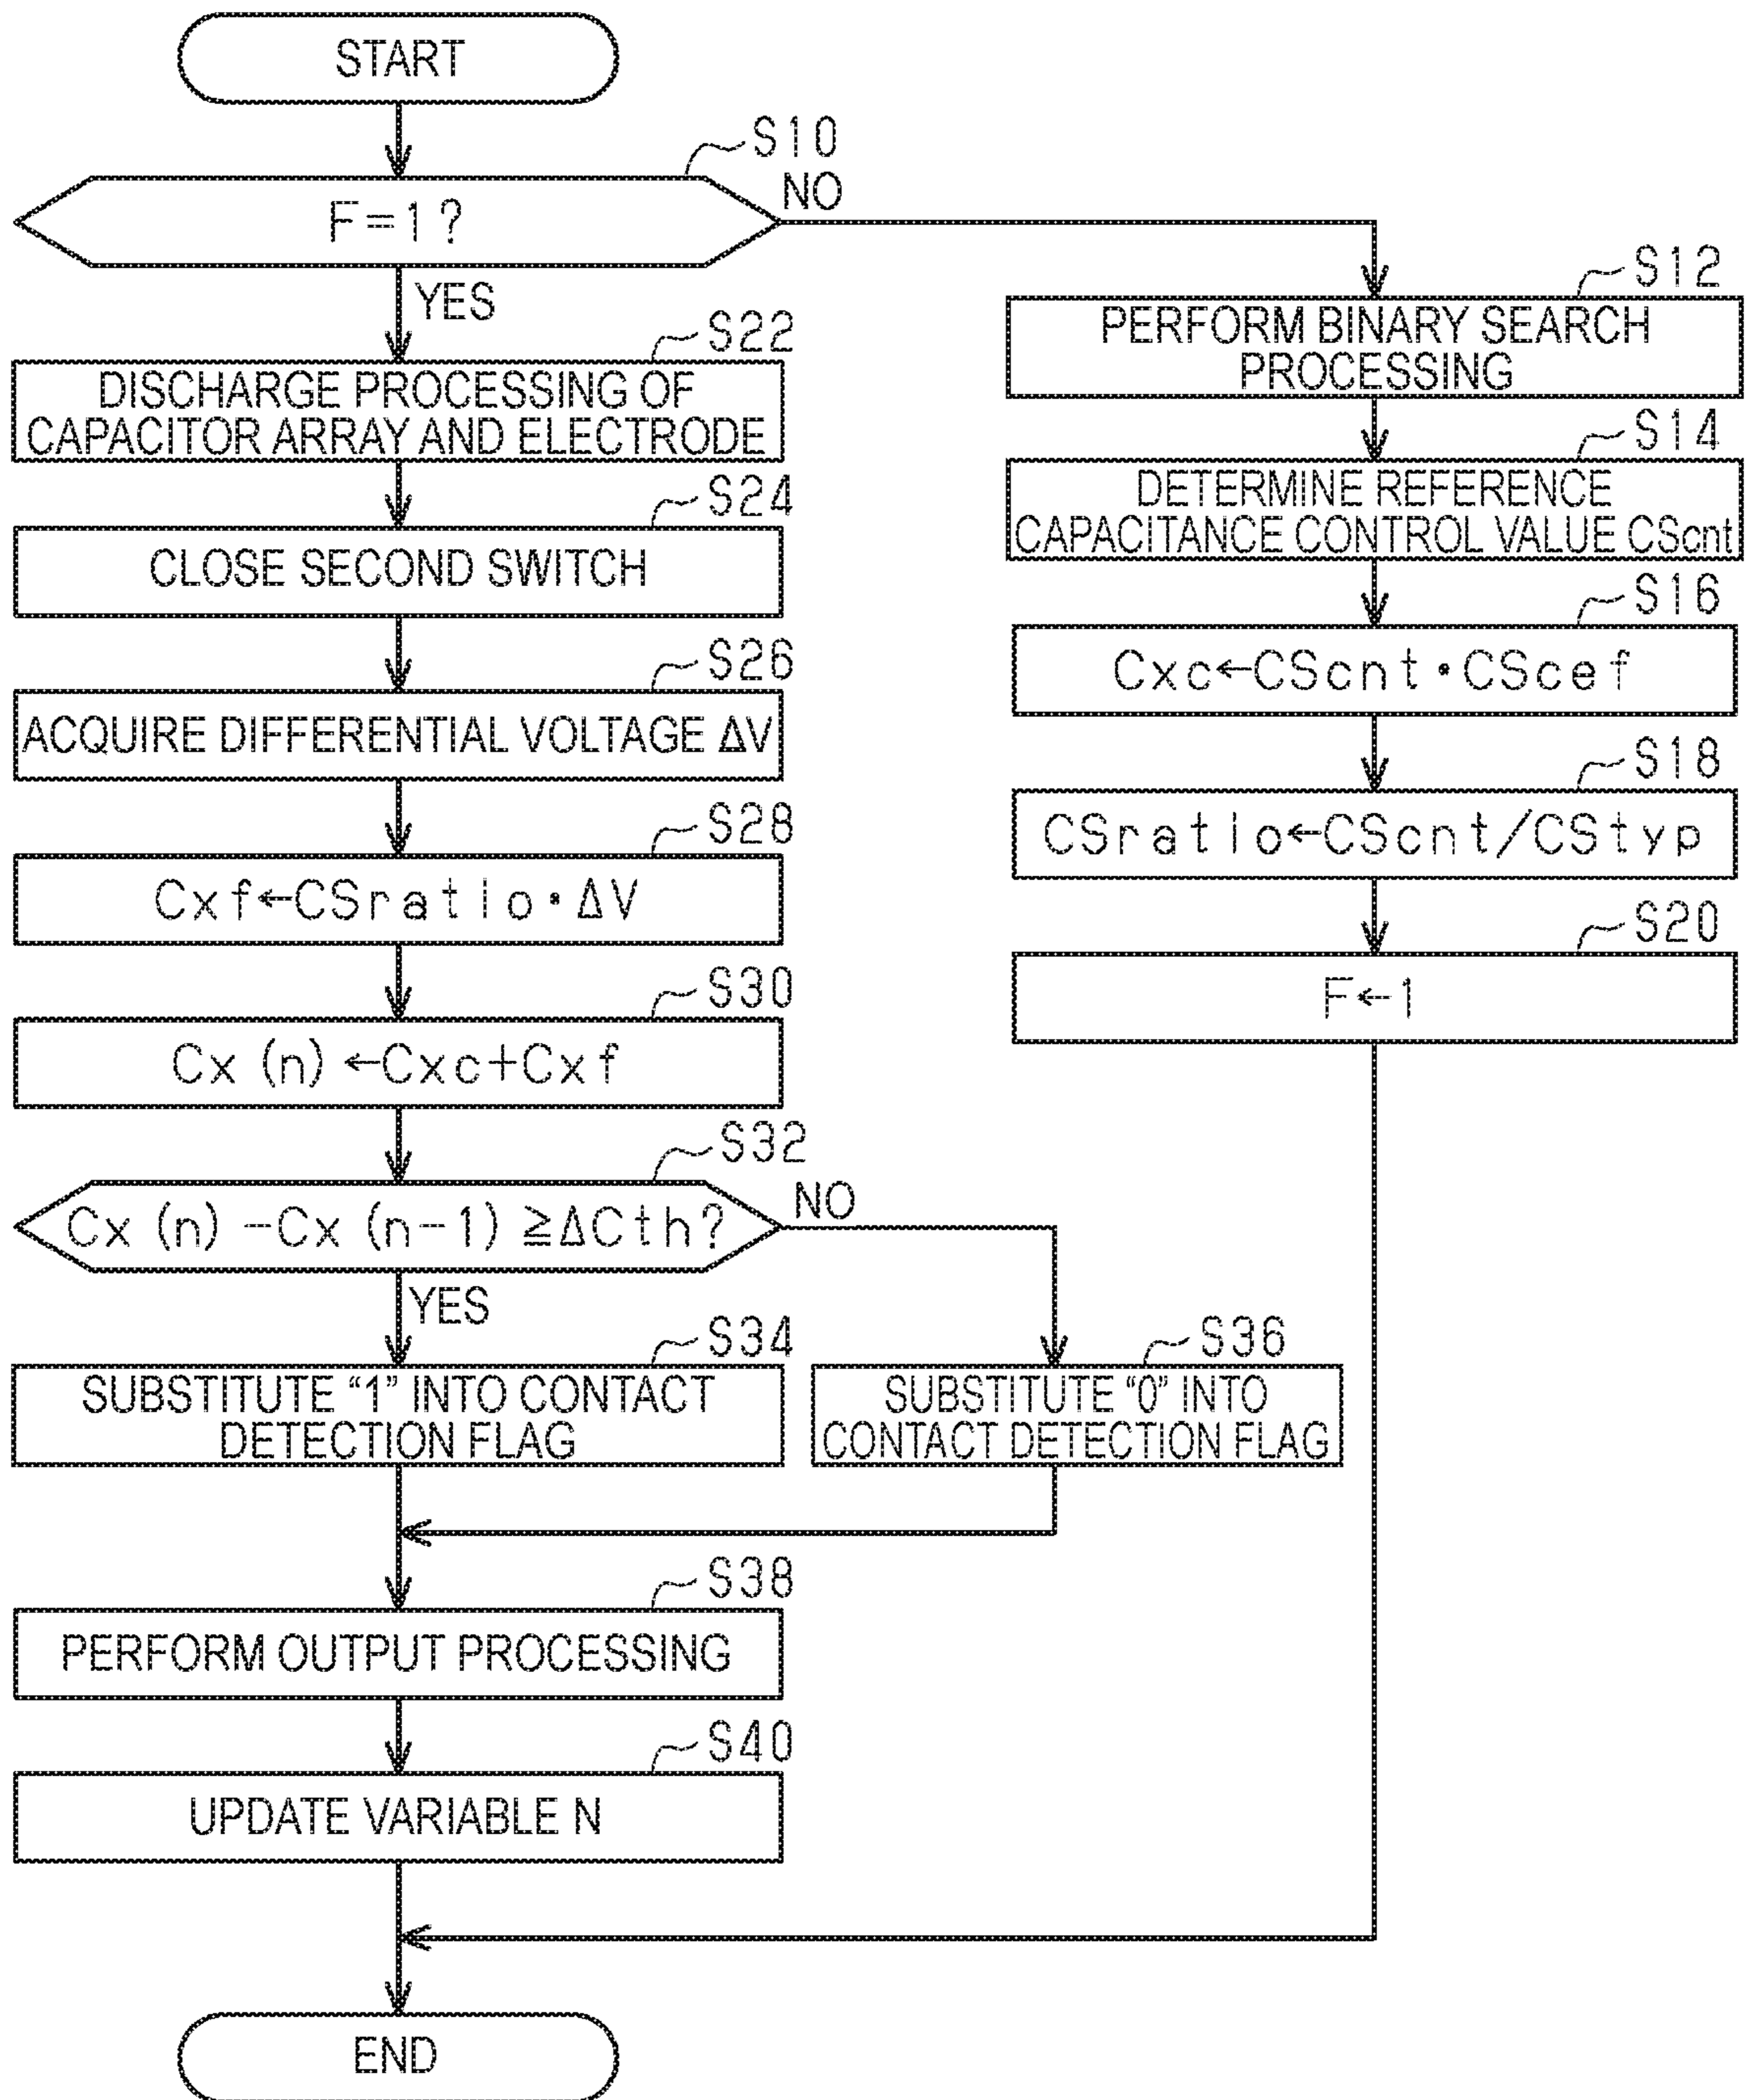 START
S10
F=1?
NO
YES
S12
PERFORM BINARY SEARCH
PROCESSING
S14
DETERMINE REFERENCE
CAPACITANCE CONTROL VALUE CScnt
S16
Cxc←CScnt•CScef
S18
CSratio←CScnt/CStyp
S20
F←1
S22
DISCHARGE PROCESSING OF
CAPACITOR ARRAY AND ELECTRODE
S24
CLOSE SECOND SWITCH
S26
ACQUIRE DIFFERENTIAL VOLTAGE ΔV
S28
Cxf←CSratio•ΔV
S30
Cx (n) ←Cxc+Cxf
S32
Cx (n) −Cx (n−1) ≧ΔCth?
NO
YES
S34
SUBSTITUTE “1” INTO CONTACT
DETECTION FLAG
S36
SUBSTITUTE “0” INTO
CONTACT DETECTION FLAG
S38
PERFORM OUTPUT PROCESSING
S40
UPDATE VARIABLE N
END